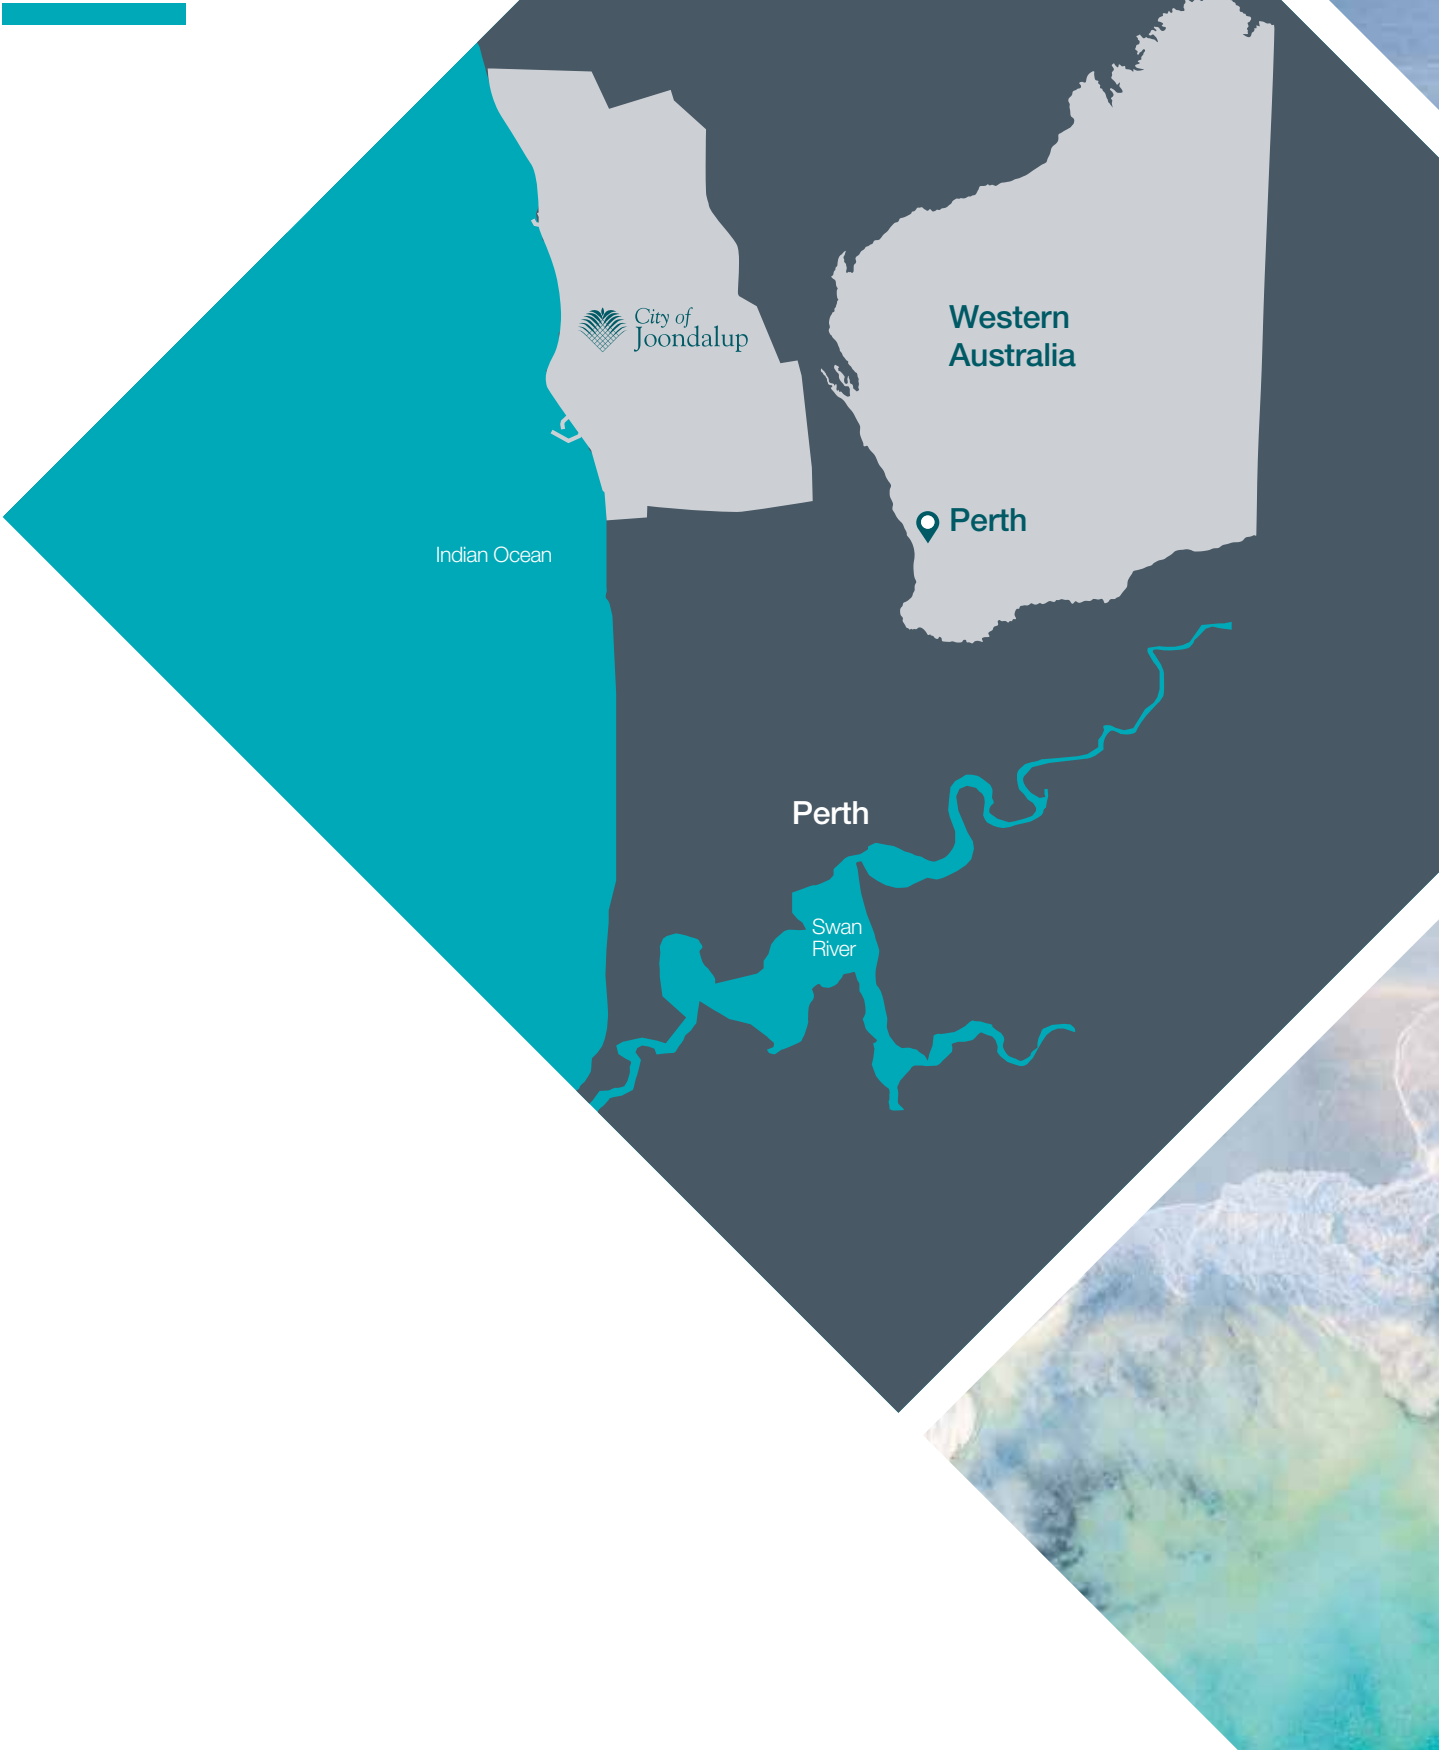 City of
Joondalup
Western
Australia
Perth
Indian Ocean
Perth
Swan
River